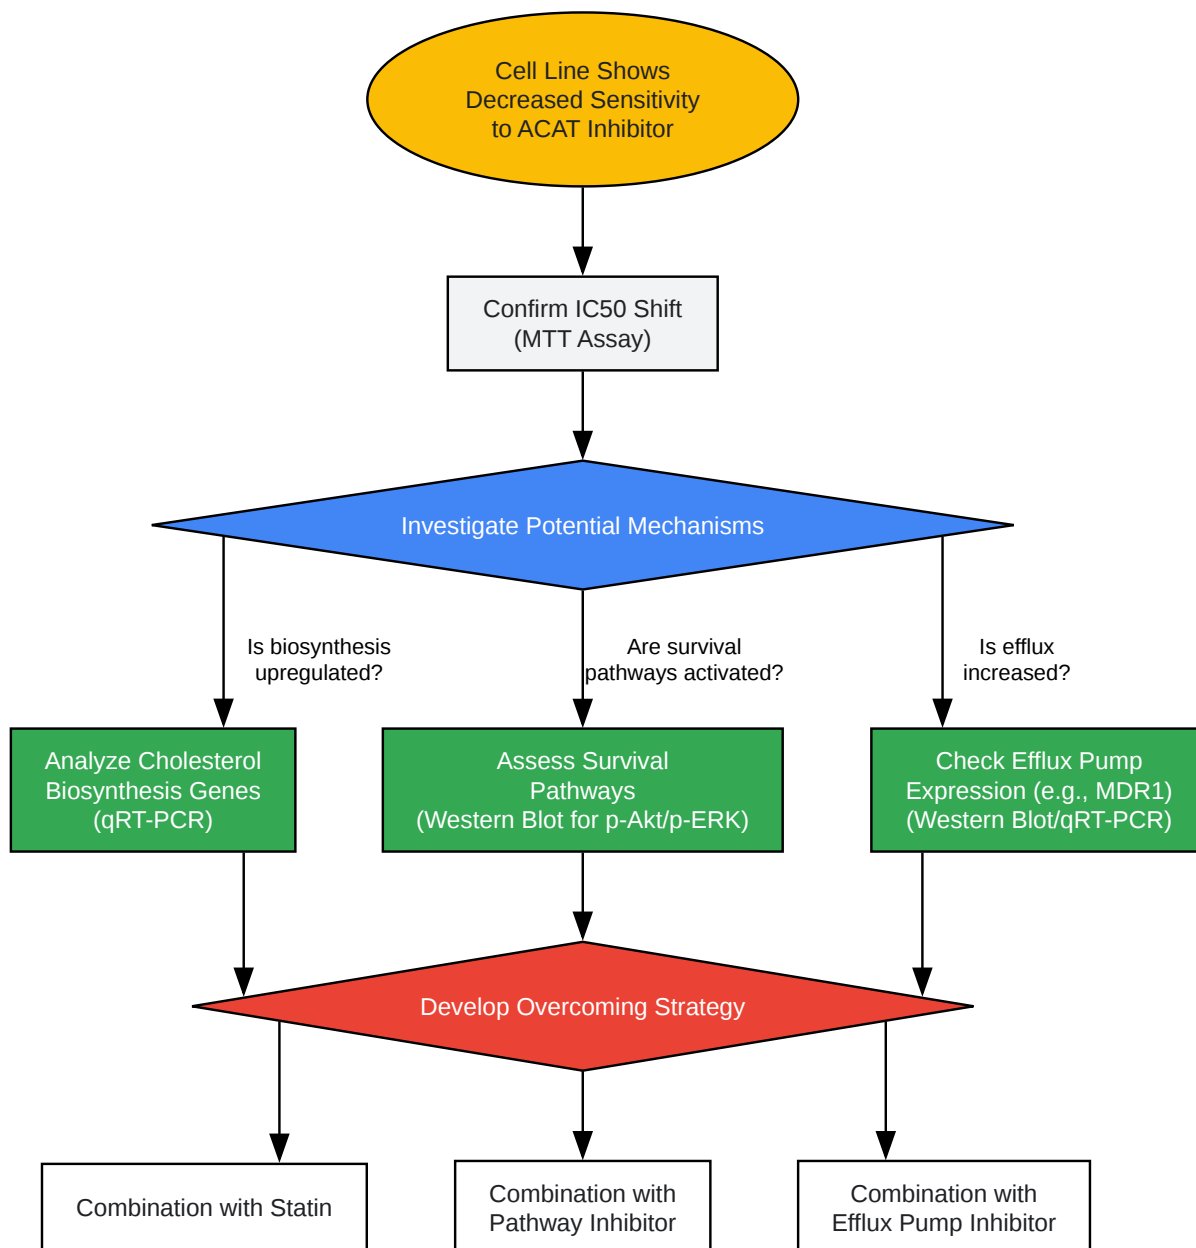 Cell Line Shows
Decreased Sensitivity
to ACAT Inhibitor
Confirm IC50 Shift
(MTT Assay)
Investigate Potential Mechanisms
Is biosynthesis
upregulated?
Are survival
pathways activated?
Is efflux
increased?
Analyze Cholesterol
Biosynthesis Genes
(qRT-PCR)
Assess Survival
Pathways
(Western Blot for p-Akt/p-ERK)
Check Efflux Pump
Expression (e.g., MDR1)
(Western Blot/qRT-PCR)
Develop Overcoming Strategy
Combination with Statin
Combination with
Pathway Inhibitor
Combination with
Efflux Pump Inhibitor